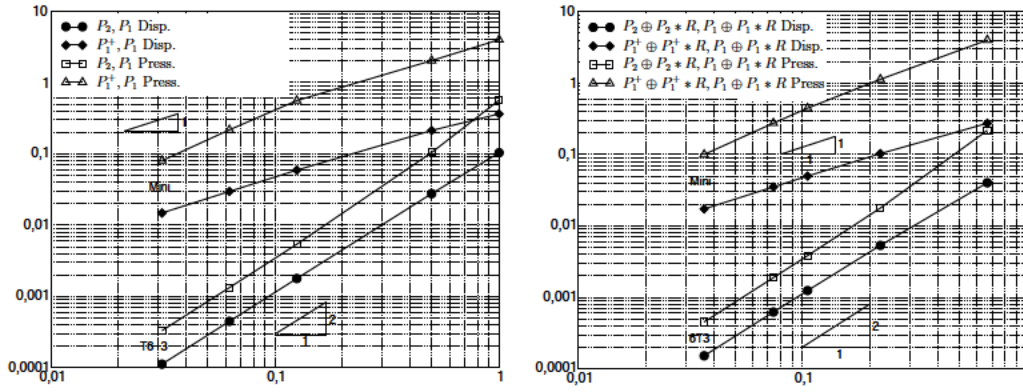 10
1
0,1
0,01
0,001
0,0001
0,01
0,1
1
P₂, P₁ Disp.
P₁⁺, P₁ Disp.
P₂, P₁ Press.
P₁⁺, P₁ Press.
1
Mini
T6-3
2
1
10
1
0,1
0,01
0,001
0,0001
0,01
0,1
1
P₂ ⊕ P₂ * R, P₁ ⊕ P₁ * R Disp.
P₁⁺ ⊕ P₁⁺ * R, P₁ ⊕ P₁ * R Disp.
P₂ ⊕ P₂ * R, P₁ ⊕ P₁ * R Press.
P₁⁺ ⊕ P₁⁺ * R, P₁ ⊕ P₁ * R Press
1
1
Mini
6T3
2
1